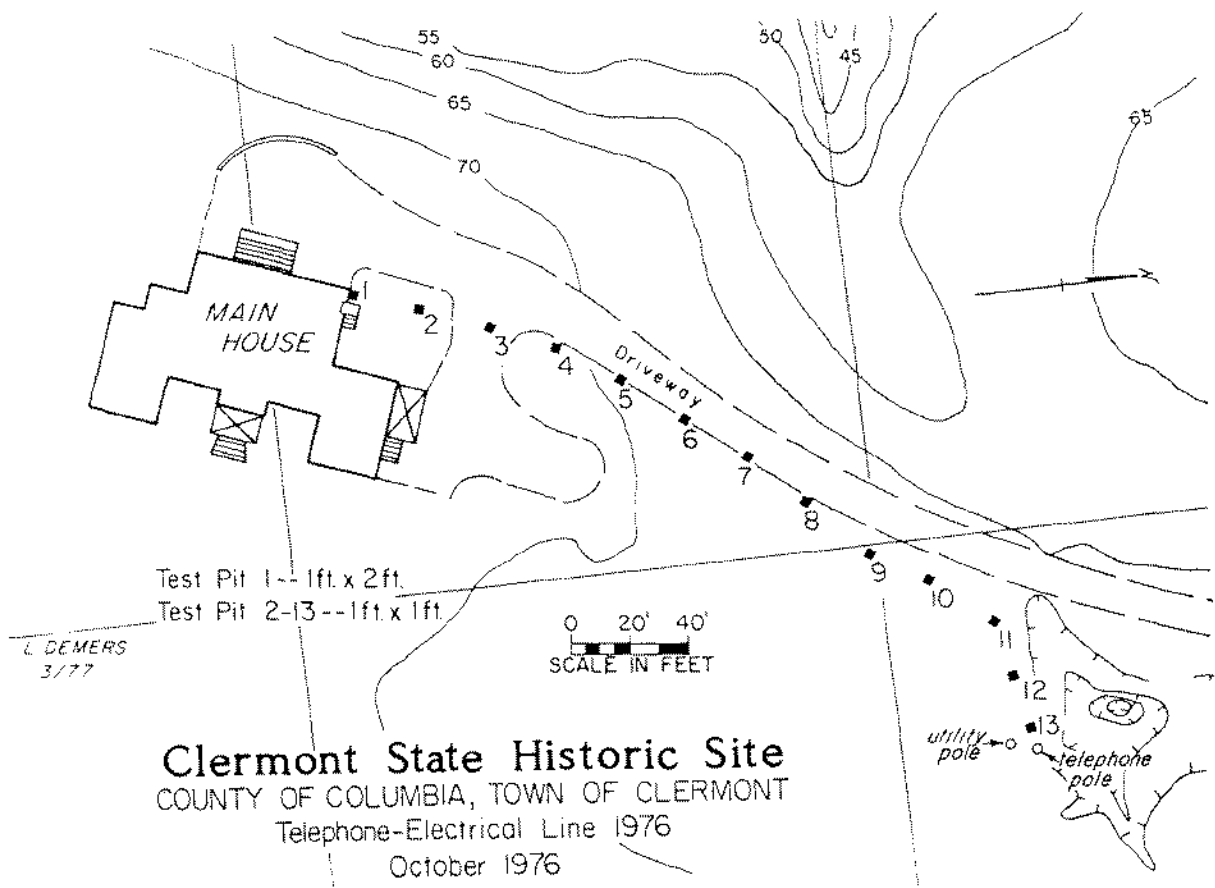 55
60
65
70
50
45
65
MAIN
HOUSE
1
2
3
4
5
6
7
8
9
10
11
12
13
Driveway
Test Pit 1--1ft. x 2ft.
Test Pit 2-13--1ft. x 1ft.
L DEMERS
3/77
0 20' 40'
SCALE IN FEET
utility
pole
telephone
pole
Clermont State Historic Site
COUNTY OF COLUMBIA, TOWN OF CLERMONT
Telephone-Electrical Line 1976
October 1976